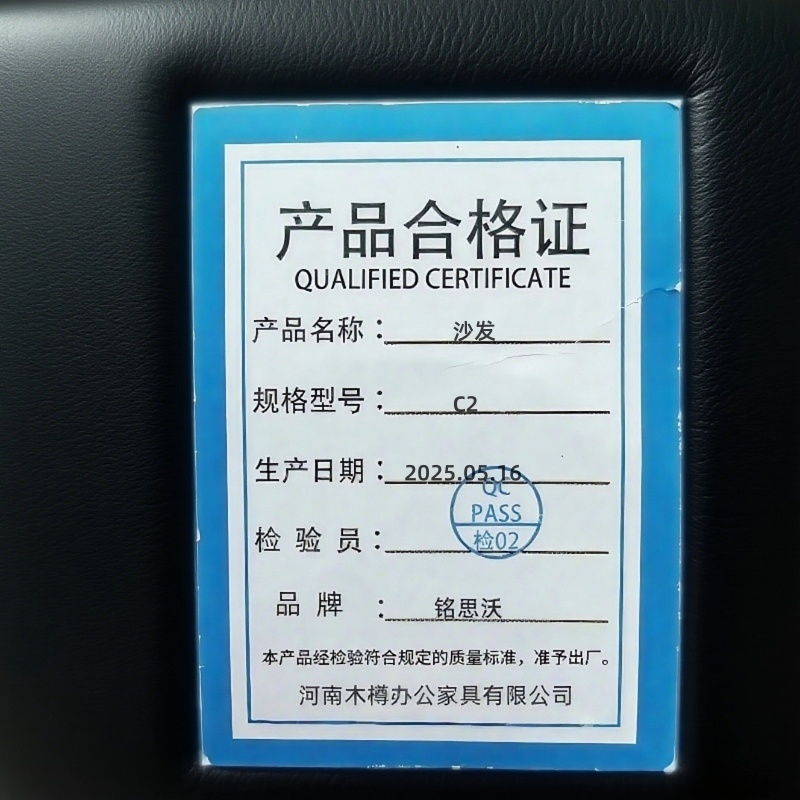 产品合格证
QUALIFIED CERTIFICATE
产品名称：沙发
规格型号：C2
生产日期：2025.05.16
QC
PASS
检验员：检02
品牌：铭思沃
本产品经检验符合规定的质量标准，准予出厂。
河南木樽办公家具有限公司